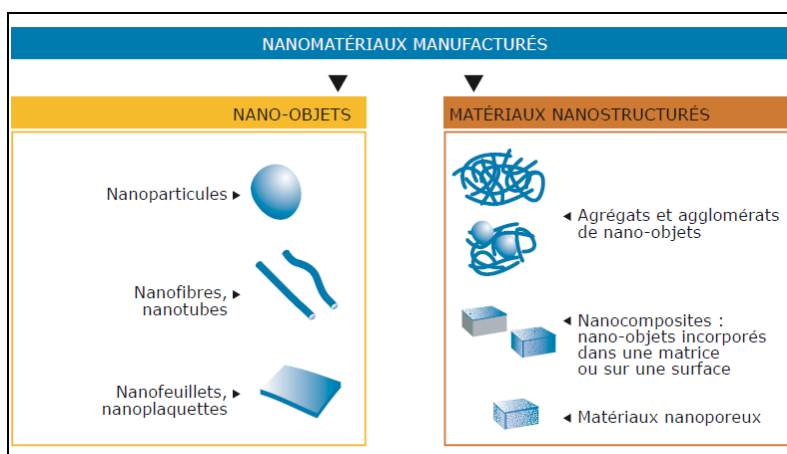 NANOMATÉRIAUX MANUFACTURÉS
NANO-OBJETS
Nanoparticules
Nanofibres,
nanotubes
Nanofeuillets,
nanoplaquettes
MATÉRIAUX NANOSTRUCTURÉS
Agrégats et agglomérats
de nano-objets
Nanocomposites :
nano-objets incorporés
dans une matrice
ou sur une surface
Matériaux nanoporeux